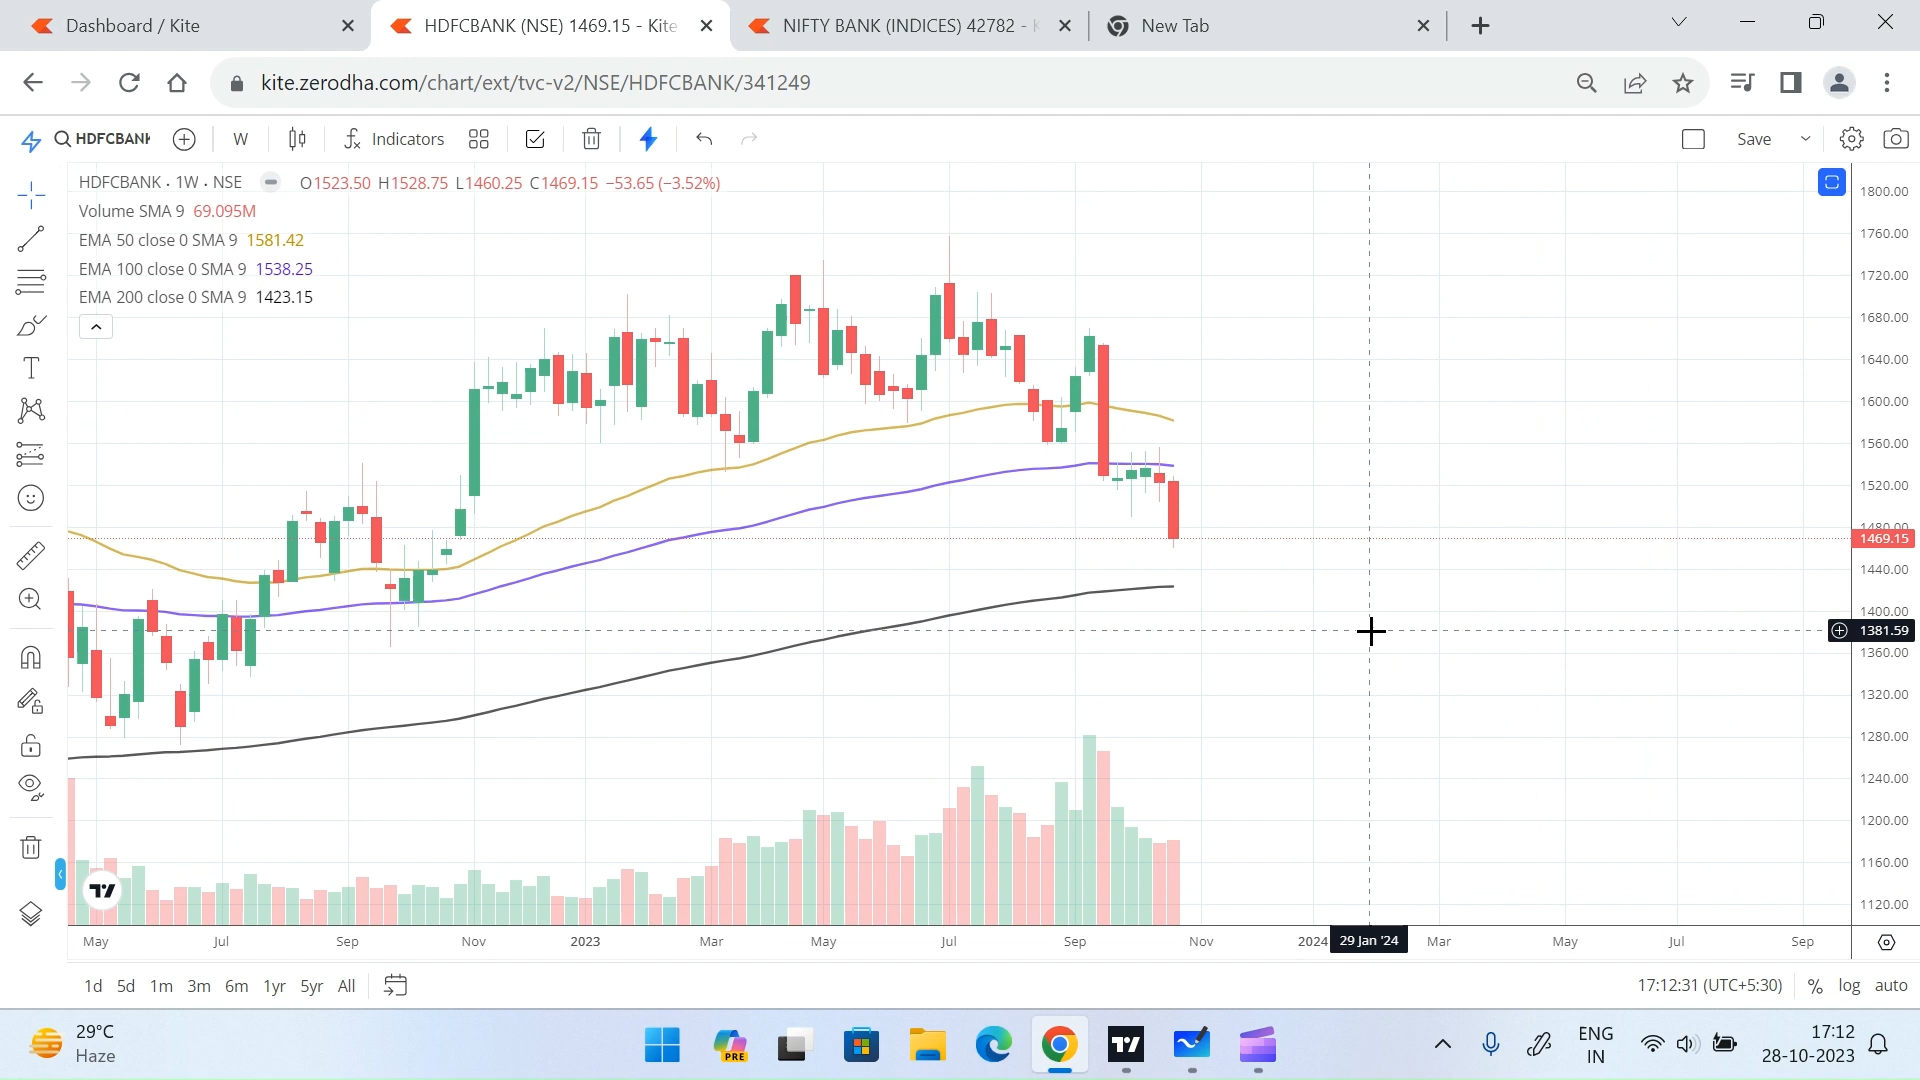 Dashboard / Kite
HDFCBANK (NSE) 1469.15 - Kite
NIFTY BANK (INDICES) 42782 -
New Tab
kite.zerodha.com/chart/ext/tvc-v2/NSE/HDFCBANK/341249
HDFCBANK
W
Indicators
Save
HDFCBANK · 1W · NSE O1523.50 H1528.75 L1460.25 C1469.15 −53.65 (−3.52%)
Volume SMA 9 69.095M
EMA 50 close 0 SMA 9 1581.42
EMA 100 close 0 SMA 9 1538.25
EMA 200 close 0 SMA 9 1423.15
1800.00
1760.00
1720.00
1680.00
1640.00
1600.00
1560.00
1520.00
1480.00
1469.15
1440.00
1400.00
1381.59
1360.00
1320.00
1280.00
1240.00
1200.00
1160.00
1120.00
May Jul Sep Nov 2023 Mar May Jul Sep Nov 2024 29 Jan '24 Mar May Jul Sep
1d 5d 1m 3m 6m 1yr 5yr All
17:12:31 (UTC+5:30) % log auto
29°C
Haze
PRE
ENG
IN
17:12
28-10-2023